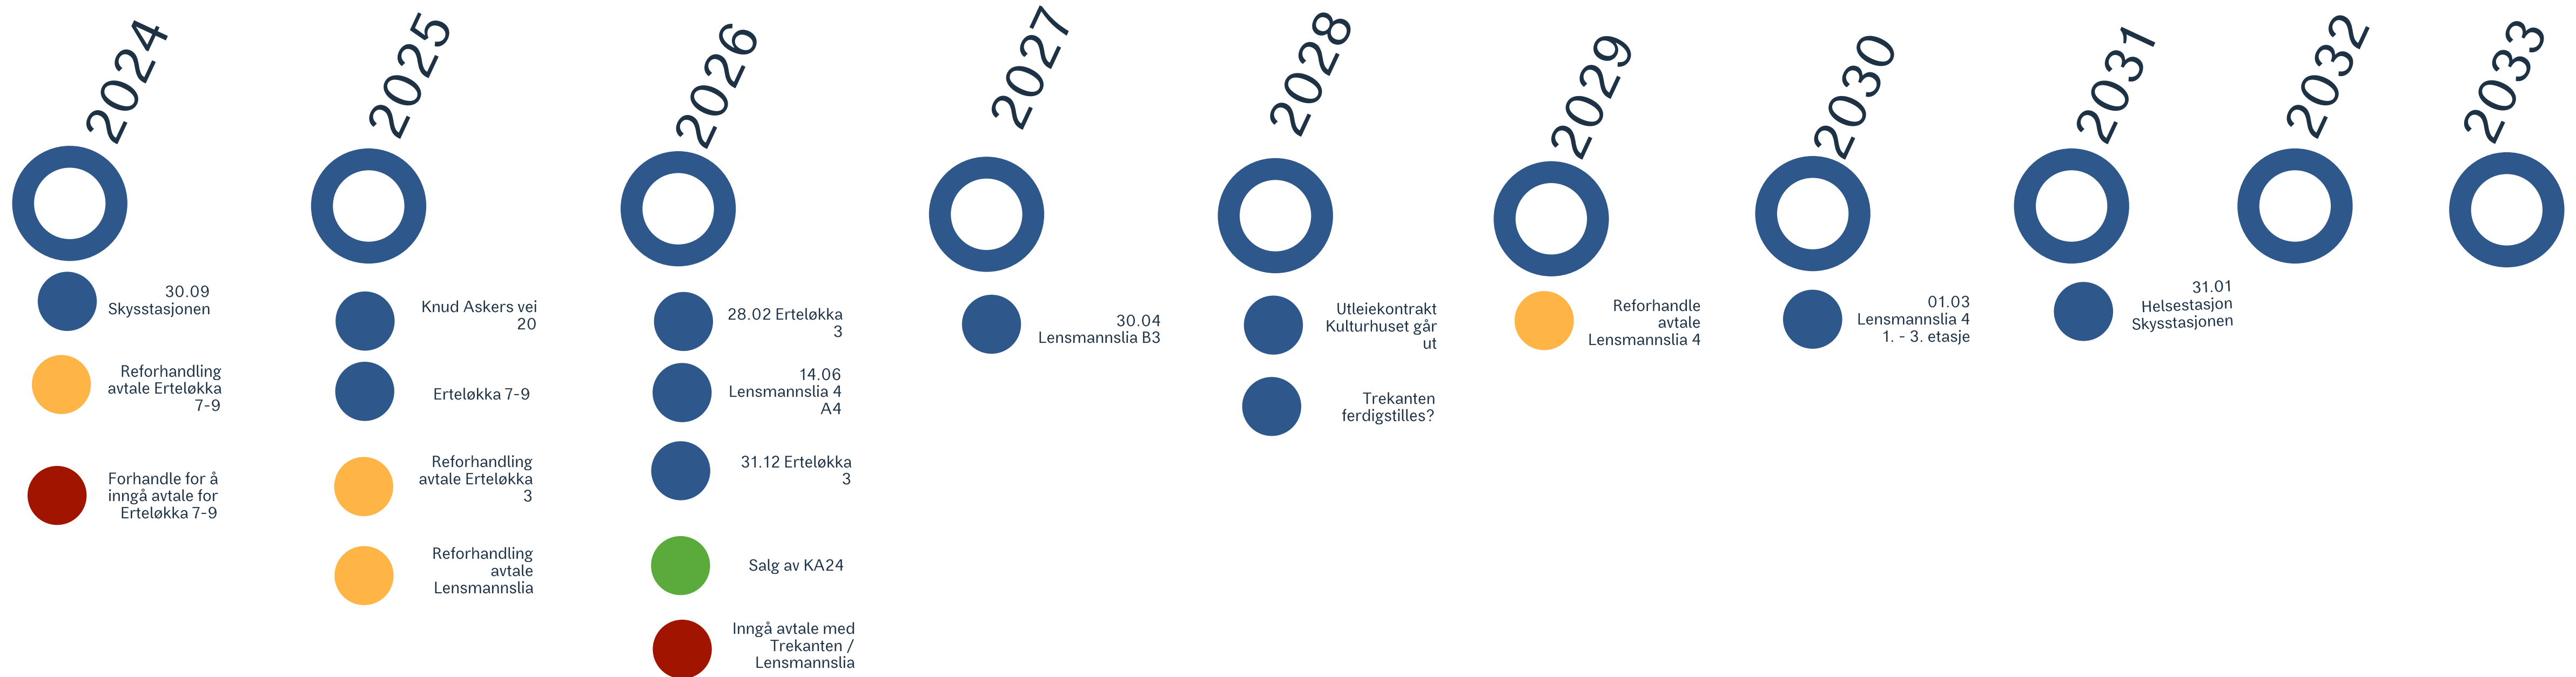 2024
2025
2026
2027
2028
2029
2030
2031
2032
2033
30.09
Skysstasjonen
Reforhandling
avtale Erteløkka
7-9
Forhandle for å
inngå avtale for
Erteløkka 7-9
Knud Askers vei
20
Erteløkka 7-9
Reforhandling
avtale Erteløkka
3
Reforhandling
avtale
Lensmannslia
28.02 Erteløkka
3
14.06
Lensmannslia 4
A4
31.12 Erteløkka
3
Salg av KA24
Inngå avtale med
Trekanten /
Lensmannslia
30.04
Lensmannslia B3
Utleiekontrakt
Kulturhuset går
ut
Trekanten
ferdigstilles?
Reforhandle
avtale
Lensmannslia 4
01.03
Lensmannslia 4
1. - 3. etasje
31.01
Helsestasjon
Skysstasjonen